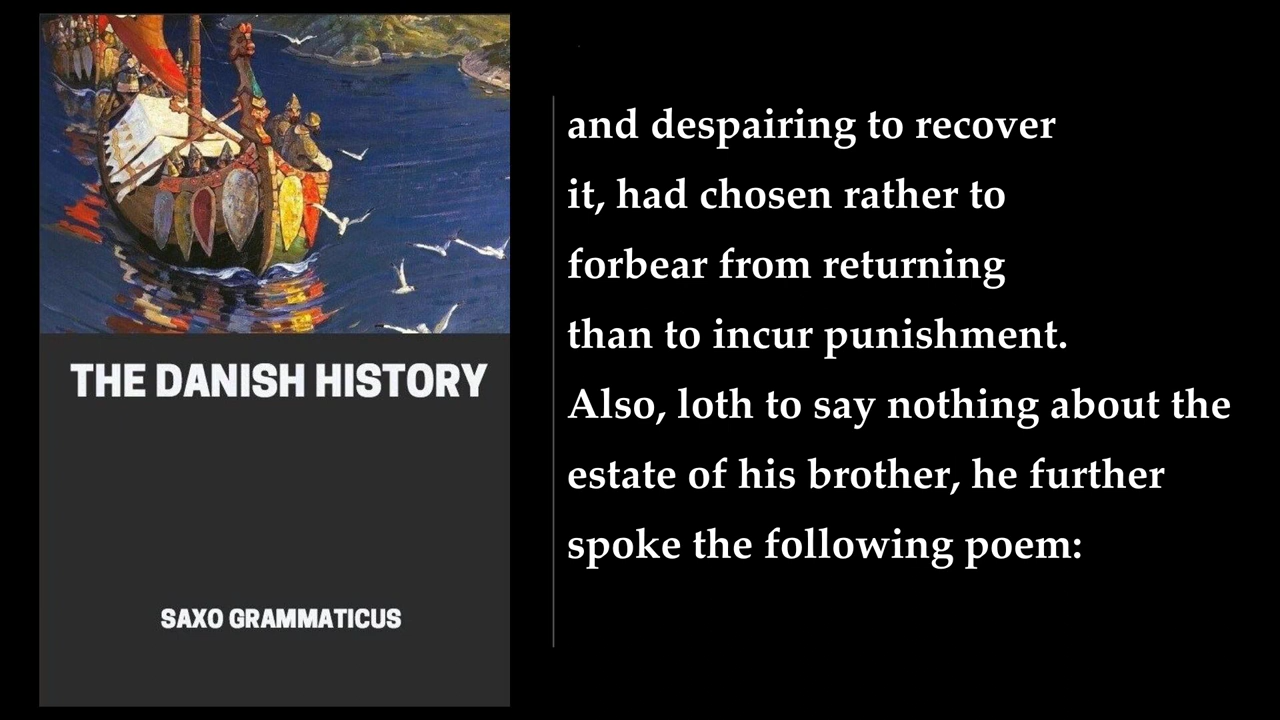 THE DANISH HISTORY
SAXO GRAMMATICUS
and despairing to recover
it, had chosen rather to
forbear from returning
than to incur punishment.
Also, loth to say nothing about the
estate of his brother, he further
spoke the following poem: